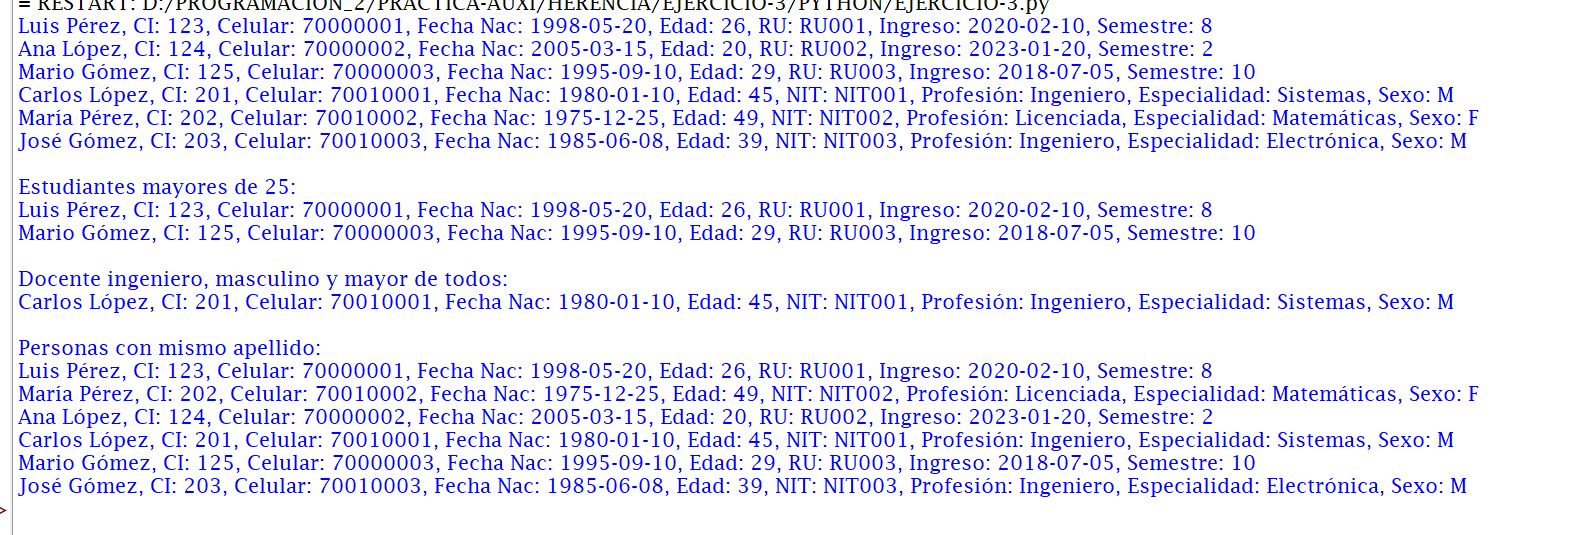 = RESTART: D:/PROGRAMACION_2/PRACTICA-AUXI/HERENCIA/EJERCICIO-3/PYTHON/EJERCICIO-3.py
Luis Pérez, CI: 123, Celular: 70000001, Fecha Nac: 1998-05-20, Edad: 26, RU: RU001, Ingreso: 2020-02-10, Semestre: 8
Ana López, CI: 124, Celular: 70000002, Fecha Nac: 2005-03-15, Edad: 20, RU: RU002, Ingreso: 2023-01-20, Semestre: 2
Mario Gómez, CI: 125, Celular: 70000003, Fecha Nac: 1995-09-10, Edad: 29, RU: RU003, Ingreso: 2018-07-05, Semestre: 10
Carlos López, CI: 201, Celular: 70010001, Fecha Nac: 1980-01-10, Edad: 45, NIT: NIT001, Profesión: Ingeniero, Especialidad: Sistemas, Sexo: M
María Pérez, CI: 202, Celular: 70010002, Fecha Nac: 1975-12-25, Edad: 49, NIT: NIT002, Profesión: Licenciada, Especialidad: Matemáticas, Sexo: F
José Gómez, CI: 203, Celular: 70010003, Fecha Nac: 1985-06-08, Edad: 39, NIT: NIT003, Profesión: Ingeniero, Especialidad: Electrónica, Sexo: M

Estudiantes mayores de 25:
Luis Pérez, CI: 123, Celular: 70000001, Fecha Nac: 1998-05-20, Edad: 26, RU: RU001, Ingreso: 2020-02-10, Semestre: 8
Mario Gómez, CI: 125, Celular: 70000003, Fecha Nac: 1995-09-10, Edad: 29, RU: RU003, Ingreso: 2018-07-05, Semestre: 10

Docente ingeniero, masculino y mayor de todos:
Carlos López, CI: 201, Celular: 70010001, Fecha Nac: 1980-01-10, Edad: 45, NIT: NIT001, Profesión: Ingeniero, Especialidad: Sistemas, Sexo: M

Personas con mismo apellido:
Luis Pérez, CI: 123, Celular: 70000001, Fecha Nac: 1998-05-20, Edad: 26, RU: RU001, Ingreso: 2020-02-10, Semestre: 8
María Pérez, CI: 202, Celular: 70010002, Fecha Nac: 1975-12-25, Edad: 49, NIT: NIT002, Profesión: Licenciada, Especialidad: Matemáticas, Sexo: F
Ana López, CI: 124, Celular: 70000002, Fecha Nac: 2005-03-15, Edad: 20, RU: RU002, Ingreso: 2023-01-20, Semestre: 2
Carlos López, CI: 201, Celular: 70010001, Fecha Nac: 1980-01-10, Edad: 45, NIT: NIT001, Profesión: Ingeniero, Especialidad: Sistemas, Sexo: M
Mario Gómez, CI: 125, Celular: 70000003, Fecha Nac: 1995-09-10, Edad: 29, RU: RU003, Ingreso: 2018-07-05, Semestre: 10
José Gómez, CI: 203, Celular: 70010003, Fecha Nac: 1985-06-08, Edad: 39, NIT: NIT003, Profesión: Ingeniero, Especialidad: Electrónica, Sexo: M
>